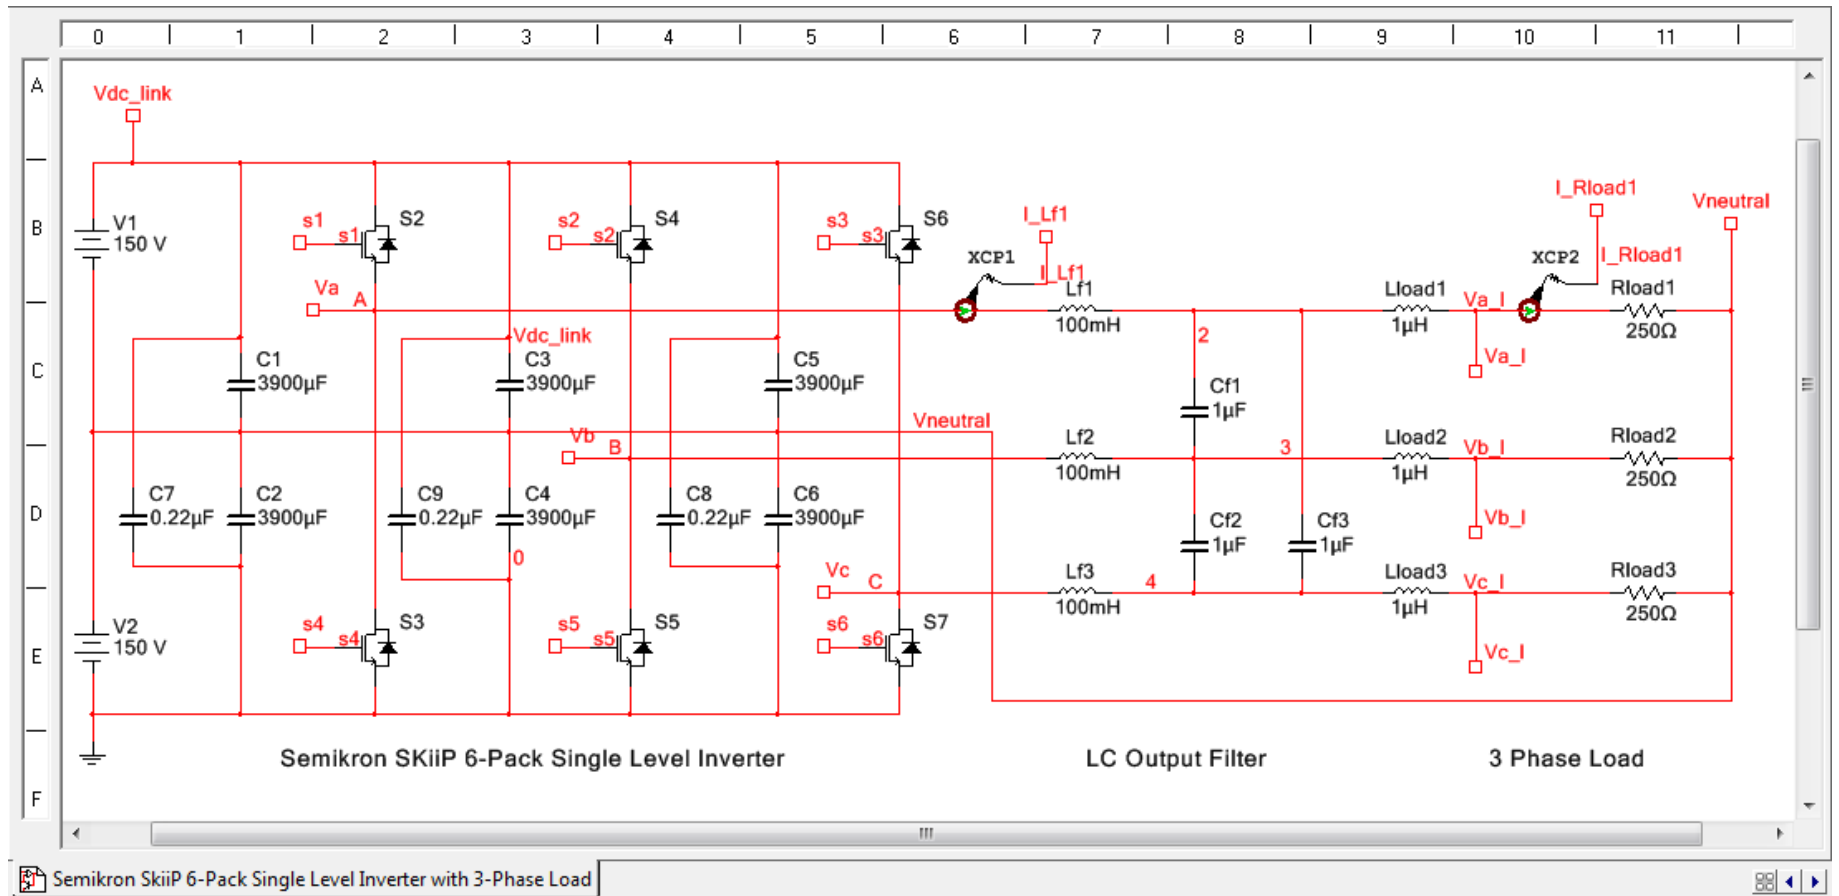 0 1 2 3 4 5 6 7 8 9 10 11
A
B
C
D
E
F
Vdc_link
V1
150 V
s1
s1
S2
s2
s2
S4
s3
s3
S6
I_Lf1
XCP1
I_Lf1
I_Rload1
XCP2
I_Rload1
Vneutral
Va
A
Lf1
100mH
2
Lload1
1µH
Va_l
Va_l
Rload1
250Ω
C1
3900µF
Vdc_link
C3
3900µF
C5
3900µF
Cf1
1µF
Vneutral
Vb
B
Lf2
100mH
3
Lload2
1µH
Vb_l
Vb_l
Rload2
250Ω
C7
0.22µF
C2
3900µF
C9
0.22µF
C4
3900µF
0
C8
0.22µF
C6
3900µF
Cf2
1µF
Cf3
1µF
Vc
C
Lf3
100mH
4
Lload3
1µH
Vc_l
Vc_l
Rload3
250Ω
V2
150 V
s4
s4
S3
s5
s5
S5
s6
s6
S7
Semikron SKiiP 6-Pack Single Level Inverter
LC Output Filter
3 Phase Load
Semikron SkiiP 6-Pack Single Level Inverter with 3-Phase Load